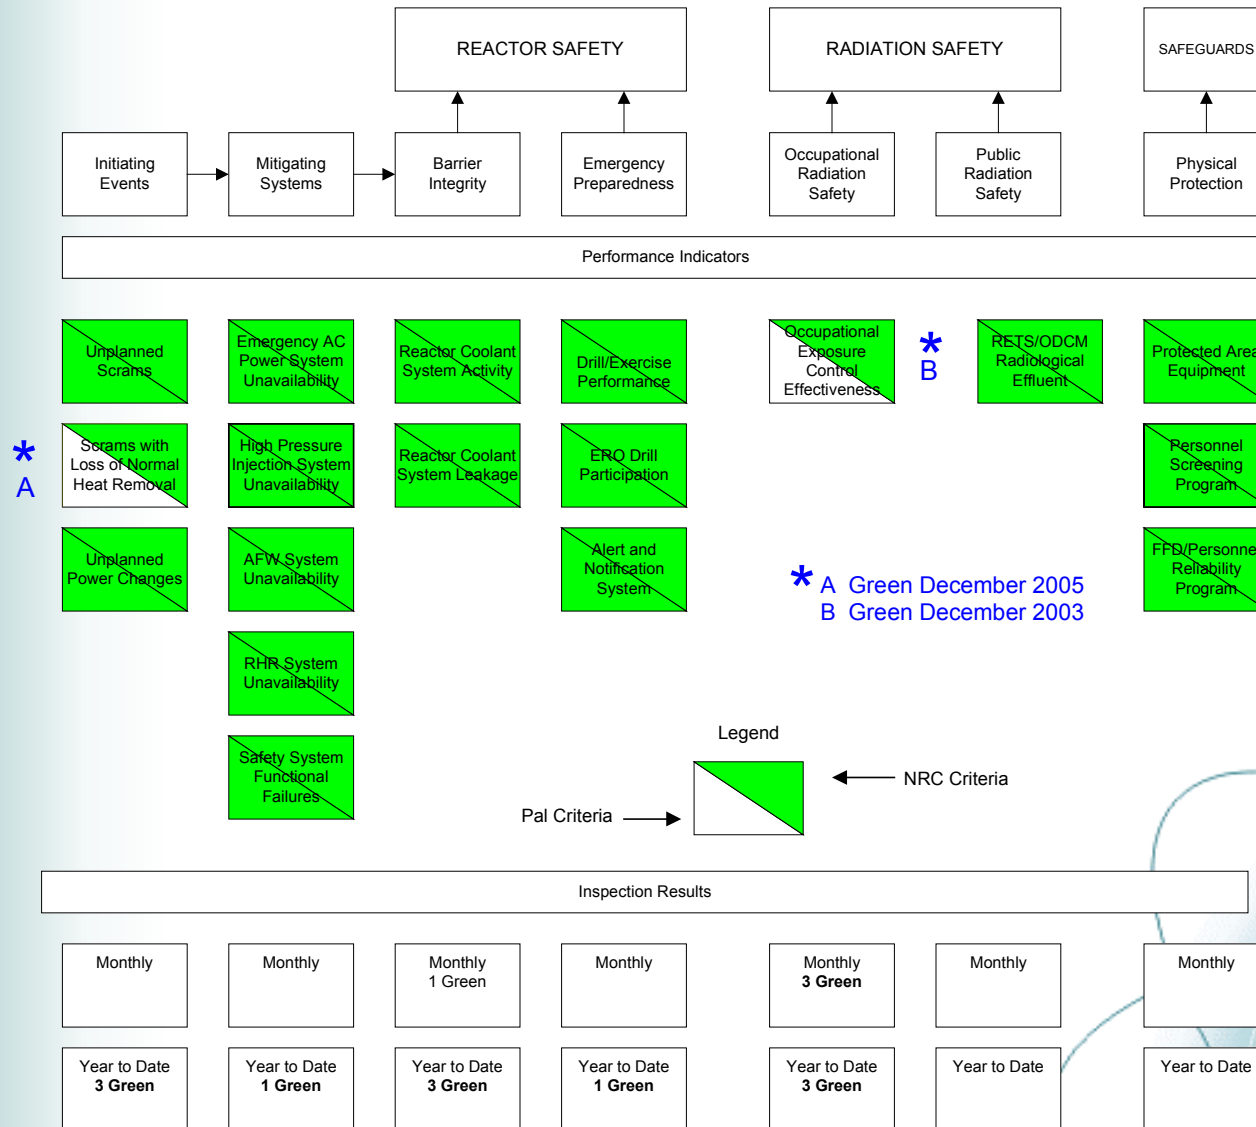 REACTOR SAFETY
RADIATION SAFETY
SAFEGUARDS
Initiating
Events
Mitigating
Systems
Barrier
Integrity
Emergency
Preparedness
Occupational
Radiation
Safety
Public
Radiation
Safety
Physical
Protection
Performance Indicators
Unplanned
Scrams
Emergency AC
Power System
Unavailability
Reactor Coolant
System Activity
Drill/Exercise
Performance
Occupational
Exposure
Control
Effectiveness
*
B
RETS/ODCM
Radiological
Effluent
Protected Area
Equipment
*
A
Scrams with
Loss of Normal
Heat Removal
High Pressure
Injection System
Unavailability
Reactor Coolant
System Leakage
ERO Drill
Participation
Personnel
Screening
Program
Unplanned
Power Changes
AFW System
Unavailability
Alert and
Notification
System
* A Green December 2005
B Green December 2003
FFD/Personnel
Reliability
Program
RHR System
Unavailability
Safety System
Functional
Failures
Legend
NRC Criteria
Pal Criteria
Inspection Results
Monthly
Monthly
Monthly
1 Green
Monthly
Monthly
3 Green
Monthly
Monthly
Year to Date
3 Green
Year to Date
1 Green
Year to Date
3 Green
Year to Date
1 Green
Year to Date
3 Green
Year to Date
Year to Date